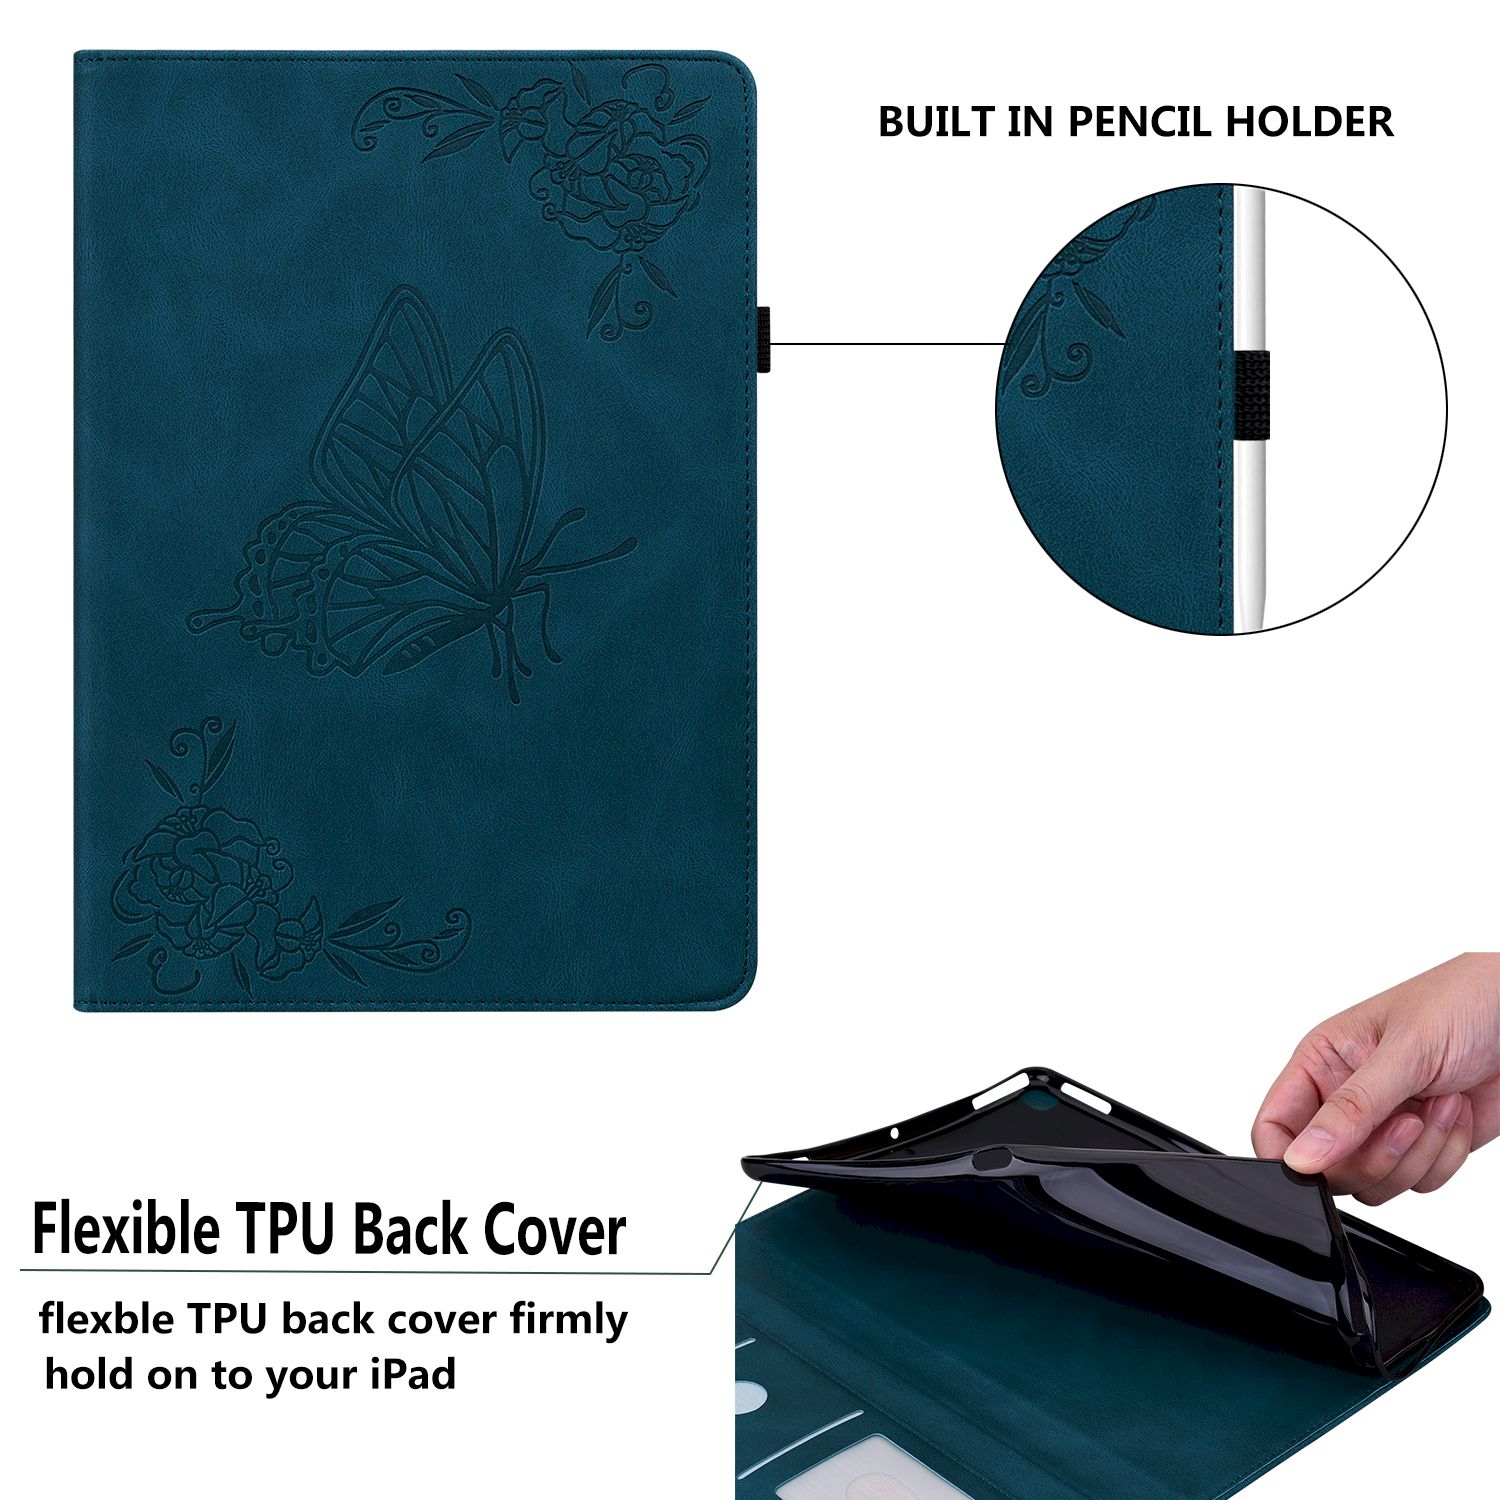 BUILT IN PENCIL HOLDER
Flexible TPU Back Cover
flexble TPU back cover firmly
hold on to your iPad